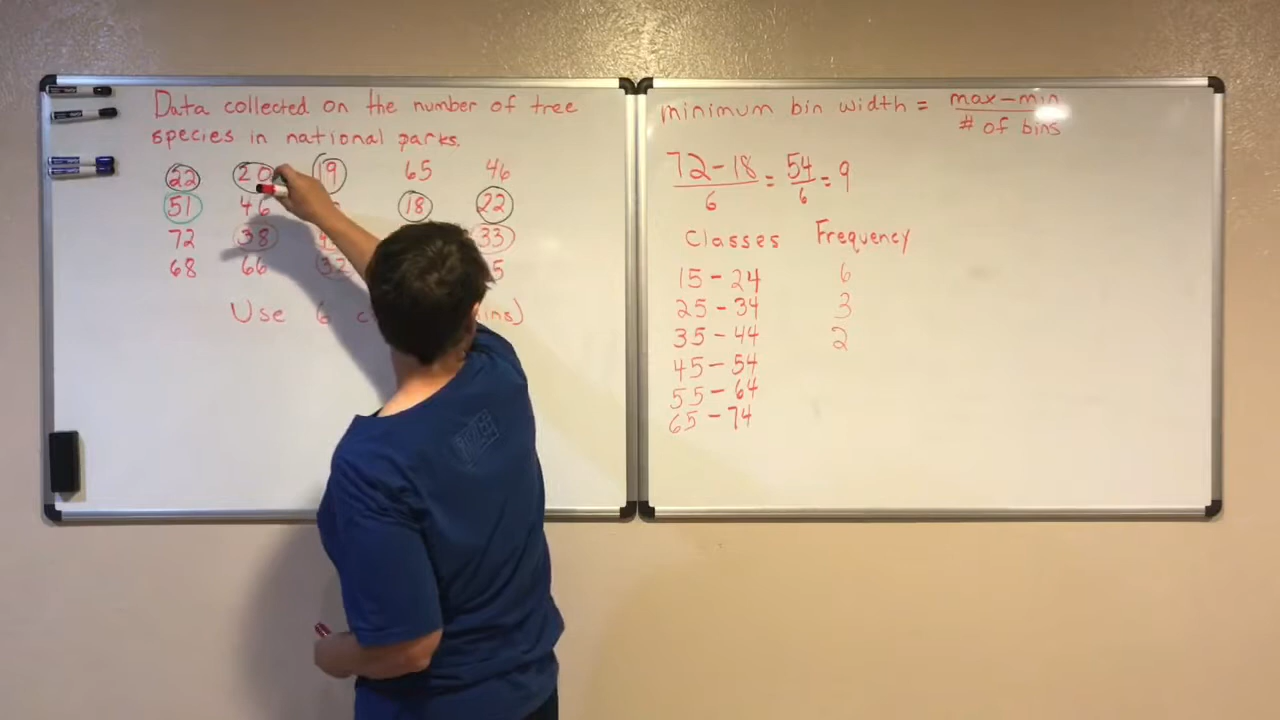 Data collected on the number of tree
species in national parks.
22 20 19 65 46
51 46 18 22
72 38 33
68 66 32 5
Use 6 c ins)
minimum bin width = max-min
# of bins
72-18 = 54 = 9
6 6
Classes Frequency
15-24 6
25-34 3
35-44 2
45-54
55-64
65-74